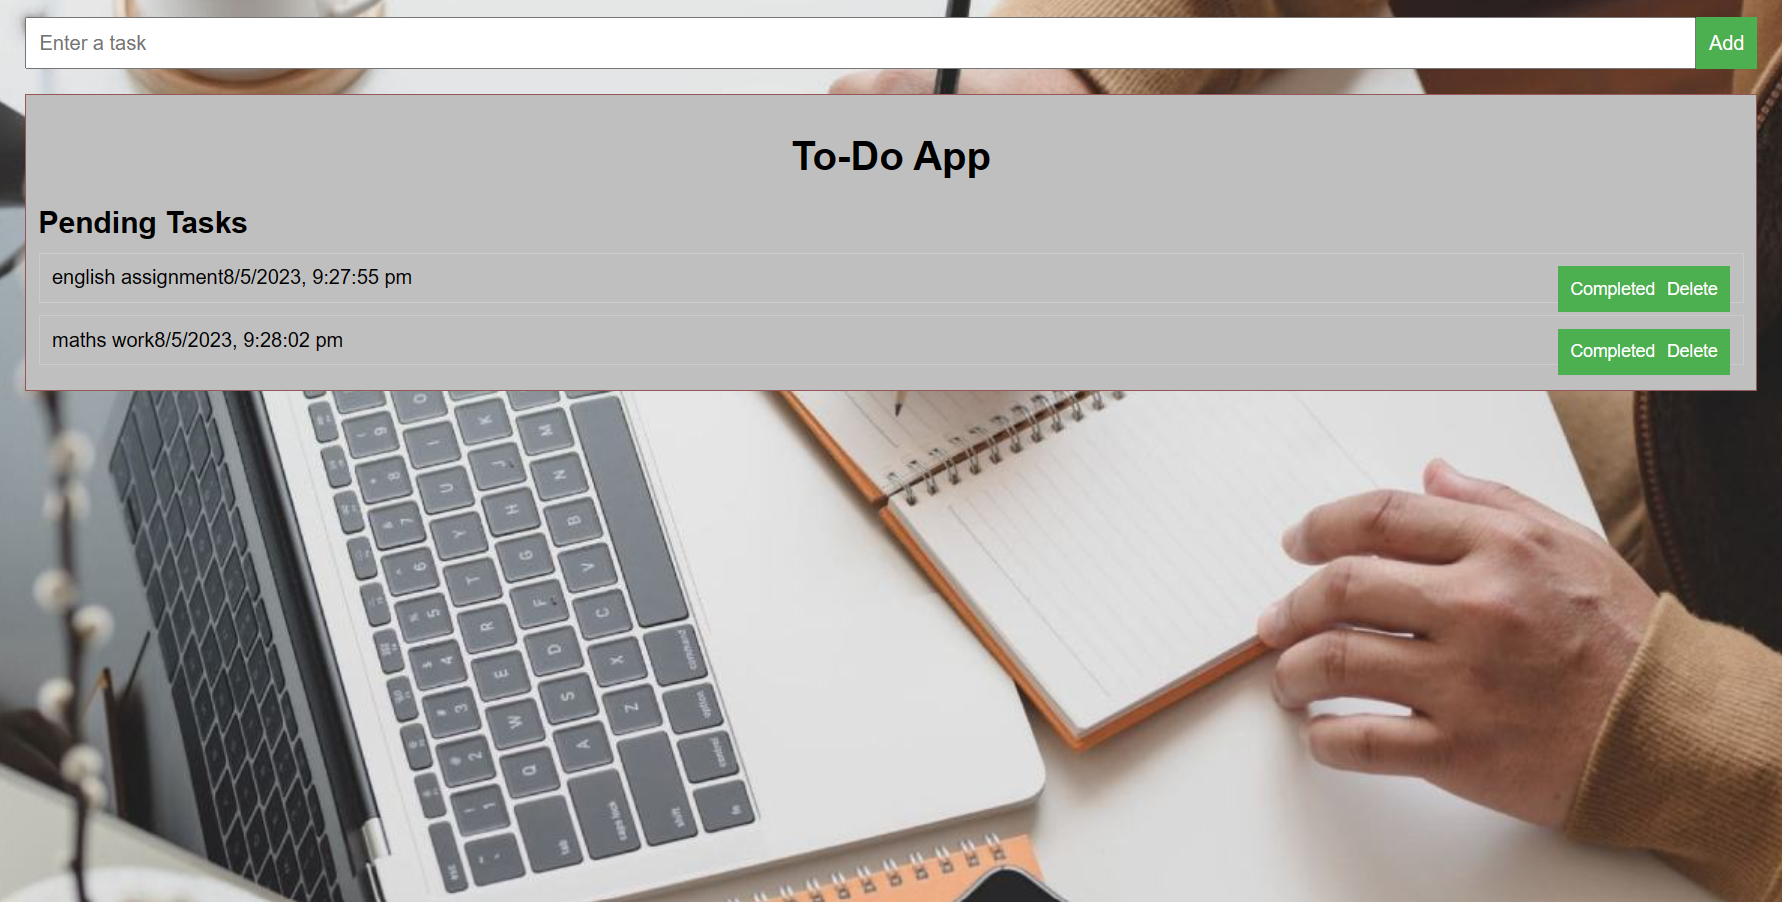 Enter a task Add
To-Do App
Pending Tasks
english assignment8/5/2023, 9:27:55 pm Completed Delete
maths work8/5/2023, 9:28:02 pm Completed Delete